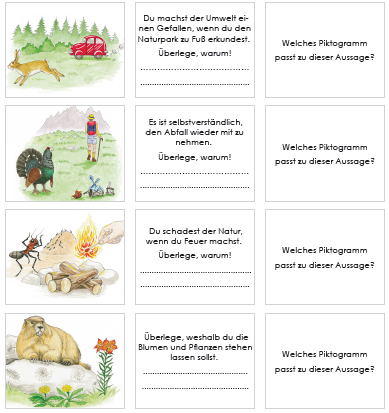 Du machst der Umwelt ei-
nen Gefallen, wenn du den
Naturpark zu Fuß erkundest.
Überlege, warum!
Welches Piktogramm
passt zu dieser Aussage?
Es ist selbstverständlich,
den Abfall wieder mit zu
nehmen.
Überlege, warum!
Welches Piktogramm
passt zu dieser Aussage?
Du schadest der Natur,
wenn du Feuer machst.
Überlege, warum!
Welches Piktogramm
passt zu dieser Aussage?
Überlege, weshalb du die
Blumen und Pflanzen stehen
lassen sollst.
Welches Piktogramm
passt zu dieser Aussage?